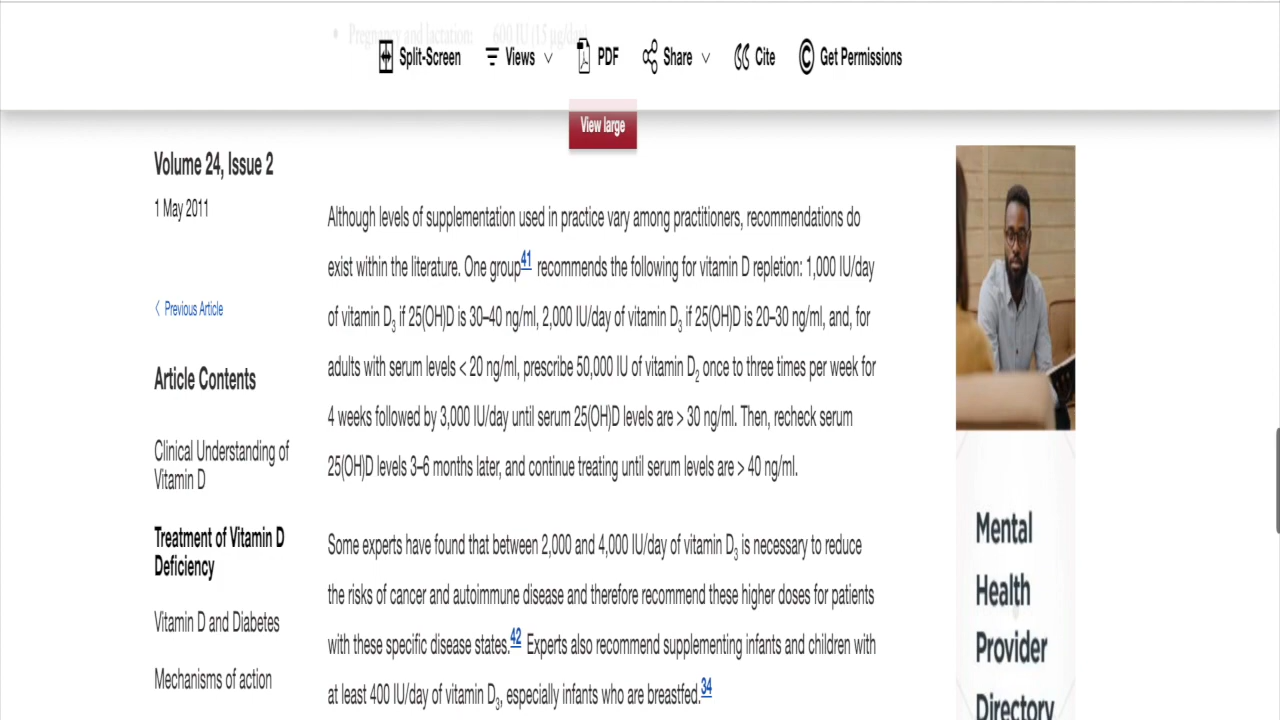 Pregnancy and lactation: 600 IU (15 µg/day)
Split-Screen Views PDF Share Cite Get Permissions
View large
Volume 24, Issue 2
1 May 2011
Previous Article
Article Contents
Clinical Understanding of
Vitamin D
Treatment of Vitamin D
Deficiency
Vitamin D and Diabetes
Mechanisms of action
Although levels of supplementation used in practice vary among practitioners, recommendations do
exist within the literature. One group41 recommends the following for vitamin D repletion: 1,000 IU/day
of vitamin D3 if 25(OH)D is 30–40 ng/ml, 2,000 IU/day of vitamin D3 if 25(OH)D is 20–30 ng/ml, and, for
adults with serum levels < 20 ng/ml, prescribe 50,000 IU of vitamin D2 once to three times per week for
4 weeks followed by 3,000 IU/day until serum 25(OH)D levels are > 30 ng/ml. Then, recheck serum
25(OH)D levels 3–6 months later, and continue treating until serum levels are > 40 ng/ml.
Some experts have found that between 2,000 and 4,000 IU/day of vitamin D3 is necessary to reduce
the risks of cancer and autoimmune disease and therefore recommend these higher doses for patients
with these specific disease states.42 Experts also recommend supplementing infants and children with
at least 400 IU/day of vitamin D3, especially infants who are breastfed.34
Mental
Health
Provider
Directory